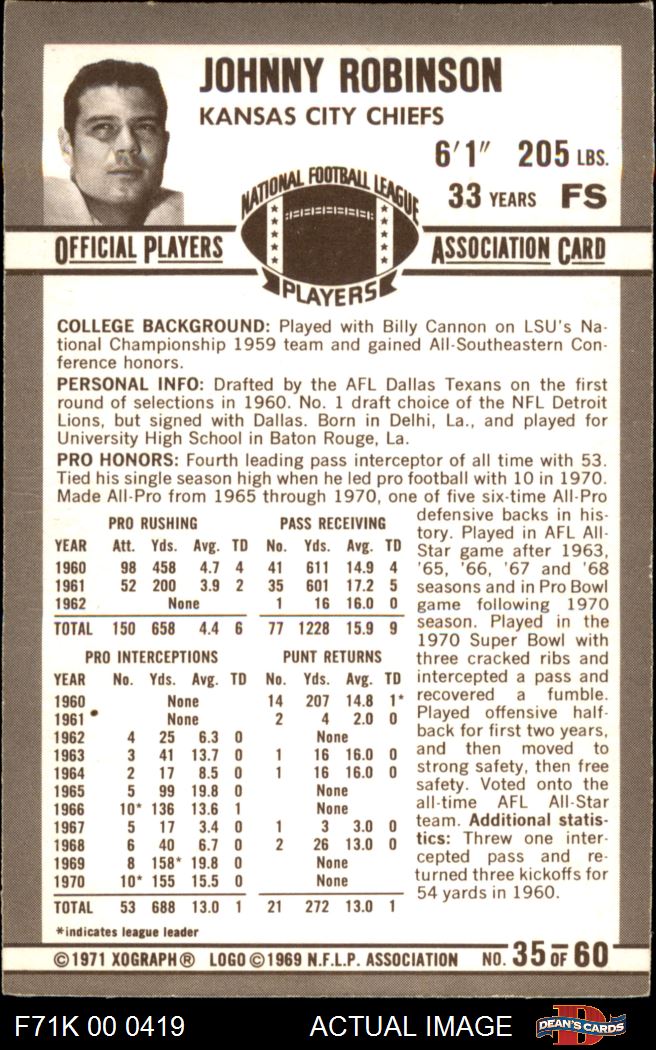 JOHNNY ROBINSON
KANSAS CITY CHIEFS
6'1" 205 LBS.
33 YEARS FS
NATIONAL FOOTBALL LEAGUE
OFFICIAL PLAYERS ASSOCIATION CARD
PLAYERS
COLLEGE BACKGROUND: Played with Billy Cannon on LSU's Na-
tional Championship 1959 team and gained All-Southeastern Con-
ference honors.
PERSONAL INFO: Drafted by the AFL Dallas Texans on the first
round of selections in 1960. No. 1 draft choice of the NFL Detroit
Lions, but signed with Dallas. Born in Delhi, La., and played for
University High School in Baton Rouge, La.
PRO HONORS: Fourth leading pass interceptor of all time with 53.
Tied his single season high when he led pro football with 10 in 1970.
Made All-Pro from 1965 through 1970, one of five six-time All-Pro
defensive backs in his-
tory. Played in AFL All-
Star game after 1963,
'65, '66, '67 and '68
seasons and in Pro Bowl
game following 1970
season. Played in the
1970 Super Bowl with
three cracked ribs and
intercepted a pass and
recovered a fumble.
Played offensive half-
back for first two years,
and then moved to
strong safety, then free
safety. Voted onto the
all-time AFL All-Star
team. Additional statis-
tics: Threw one inter-
cepted pass and re-
turned three kickoffs for
54 yards in 1960.
PRO RUSHING PASS RECEIVING
YEAR Att. Yds. Avg. TD No. Yds. Avg. TD
1960 98 458 4.7 4 41 611 14.9 4
1961 52 200 3.9 2 35 601 17.2 5
1962 None 1 16 16.0 0
TOTAL 150 658 4.4 6 77 1228 15.9 9
PRO INTERCEPTIONS PUNT RETURNS
YEAR No. Yds. Avg. TD No. Yds. Avg. TD
1960 None 14 207 14.8 1*
1961 None 2 4 2.0 0
1962 4 25 6.3 0 None
1963 3 41 13.7 0 1 16 16.0 0
1964 2 17 8.5 0 1 16 16.0 0
1965 5 99 19.8 0 None
1966 10* 136 13.6 1 None
1967 5 17 3.4 0 1 3 3.0 0
1968 6 40 6.7 0 2 26 13.0 0
1969 8 158* 19.8 0 None
1970 10* 155 15.5 0 None
TOTAL 53 688 13.0 1 21 272 13.0 1
*indicates league leader
©1971 XOGRAPH® LOGO ©1969 N.F.L.P. ASSOCIATION NO. 35 OF 60
F71K 00 0419 ACTUAL IMAGE DEAN'S CARDS